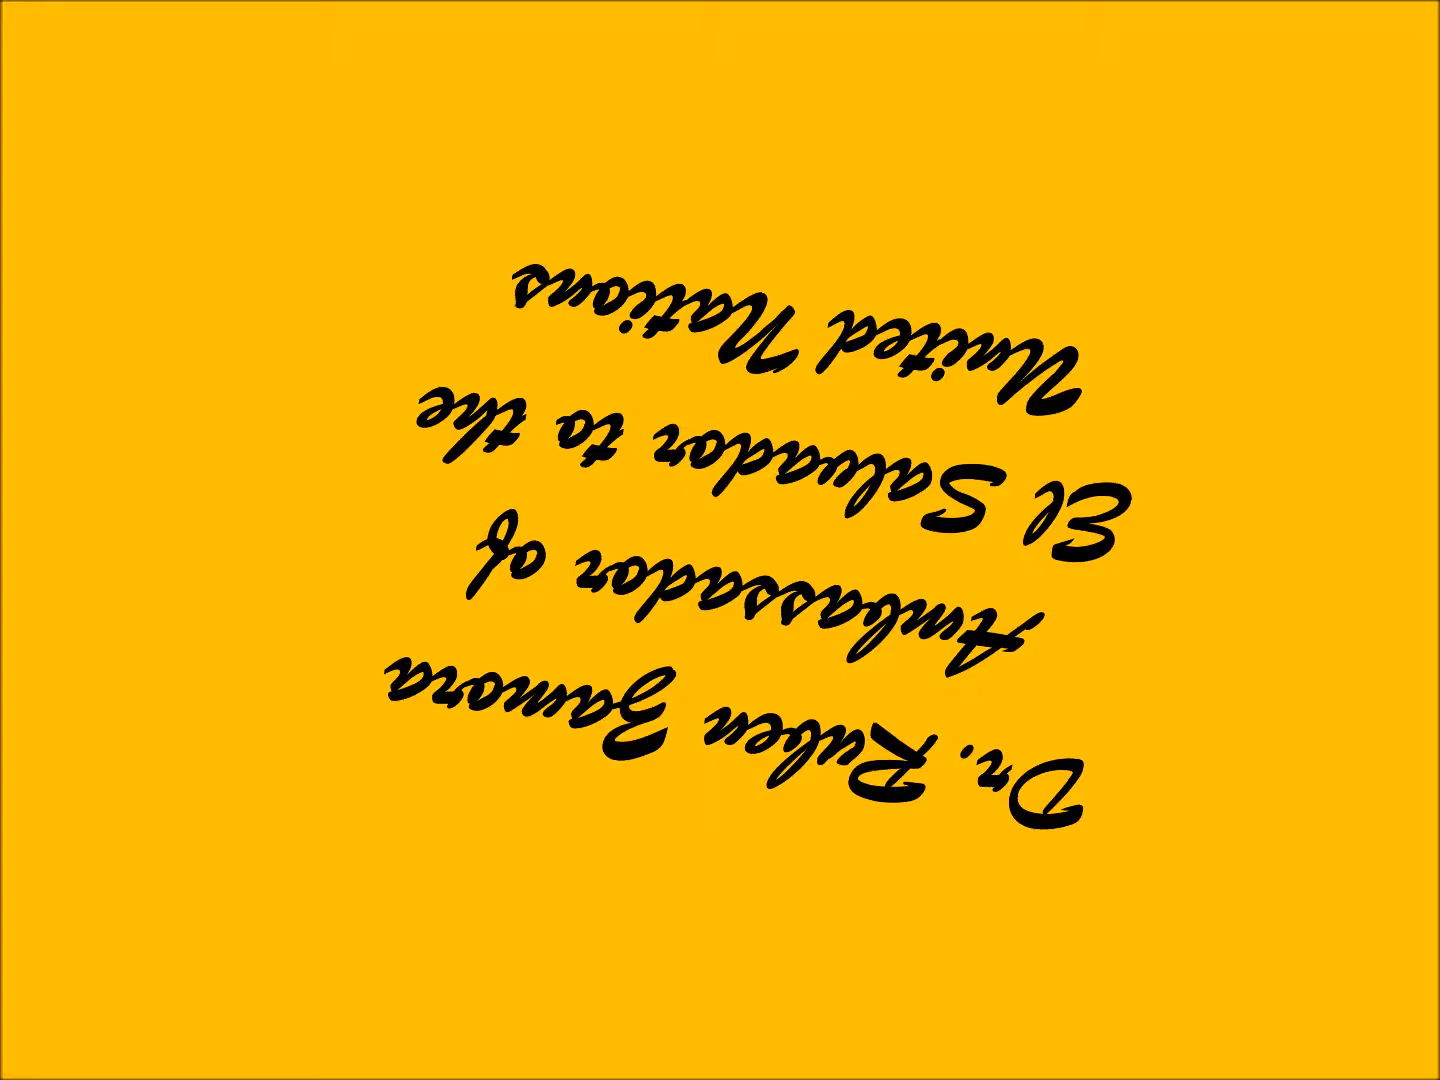 Dr. Ruben Zamora
Ambassador of
El Salvador to the
United Nations